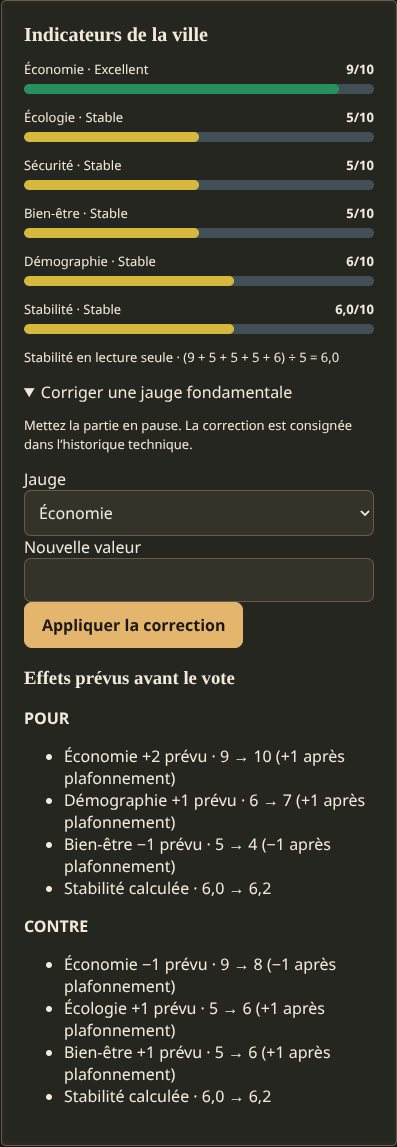 Indicateurs de la ville
Économie · Excellent 9/10
Écologie · Stable 5/10
Sécurité · Stable 5/10
Bien-être · Stable 5/10
Démographie · Stable 6/10
Stabilité · Stable 6,0/10
Stabilité en lecture seule · (9 + 5 + 5 + 5 + 6) ÷ 5 = 6,0
▼ Corriger une jauge fondamentale
Mettez la partie en pause. La correction est consignée
dans l’historique technique.
Jauge
Économie
Nouvelle valeur
Appliquer la correction
Effets prévus avant le vote
POUR
• Économie +2 prévu · 9 → 10 (+1 après
plafonnement)
• Démographie +1 prévu · 6 → 7 (+1 après
plafonnement)
• Bien-être −1 prévu · 5 → 4 (−1 après
plafonnement)
• Stabilité calculée · 6,0 → 6,2
CONTRE
• Économie −1 prévu · 9 → 8 (−1 après
plafonnement)
• Écologie +1 prévu · 5 → 6 (+1 après
plafonnement)
• Bien-être +1 prévu · 5 → 6 (+1 après
plafonnement)
• Stabilité calculée · 6,0 → 6,2